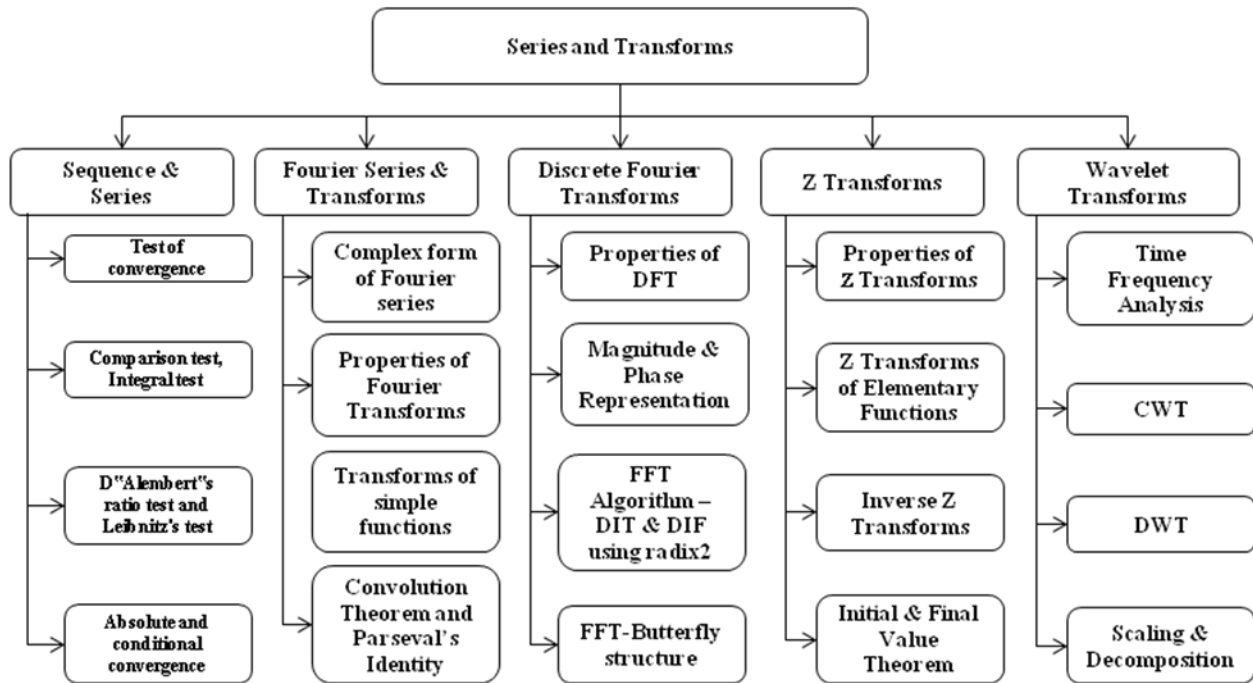 Series and Transforms
Sequence &
Series
Test of
convergence
Comparison test,
Integral test
D"Alembert"s
ratio test and
Leibnitz's test
Absolute and
conditional
convergence
Fourier Series &
Transforms
Complex form
of Fourier
series
Properties of
Fourier
Transforms
Transforms of
simple
functions
Convolution
Theorem and
Parseval’s
Identity
Discrete Fourier
Transforms
Properties of
DFT
Magnitude &
Phase
Representation
FFT
Algorithm –
DIT & DIF
using radix2
FFT-Butterfly
structure
Z Transforms
Properties of
Z Transforms
Z Transforms
of Elementary
Functions
Inverse Z
Transforms
Initial & Final
Value
Theorem
Wavelet
Transforms
Time
Frequency
Analysis
CWT
DWT
Scaling &
Decomposition